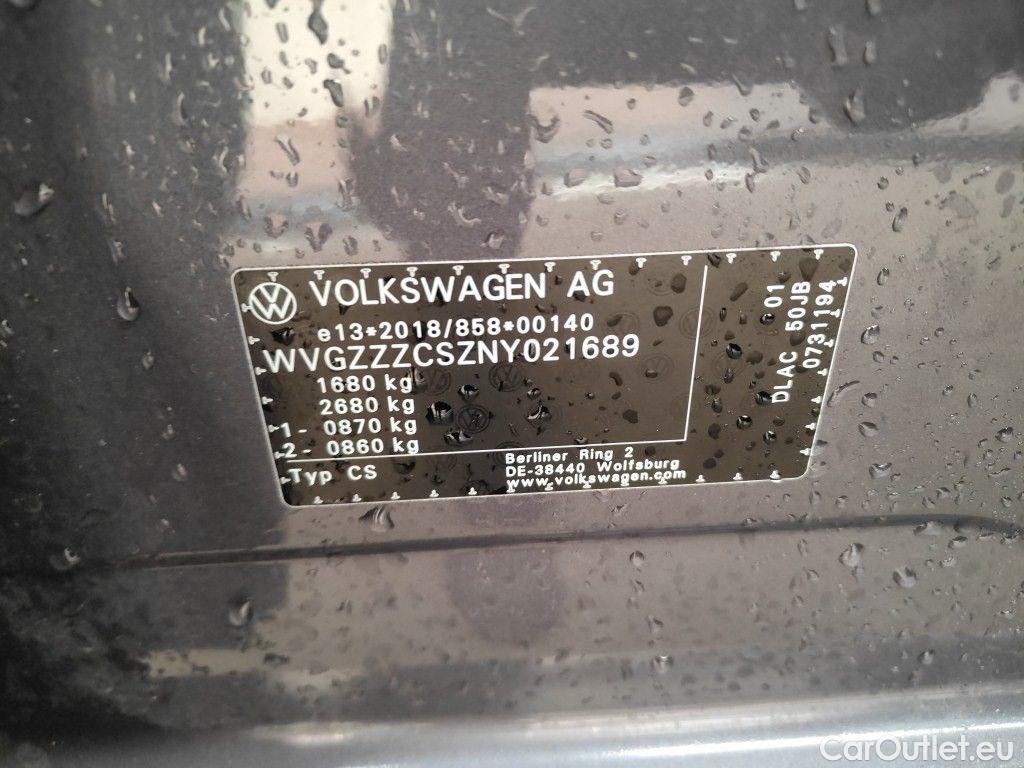 VOLKSWAGEN AG
e13*2018/858*00140
WVGZZZCSZNY021689
1680 kg
2680 kg
1- 0870 kg
2- 0860 kg
Typ CS
Berliner Ring 2
DE-38440 Wolfsburg
www.volkswagen.com
01
DLAC 50JB
0731194
CarOutlet.eu